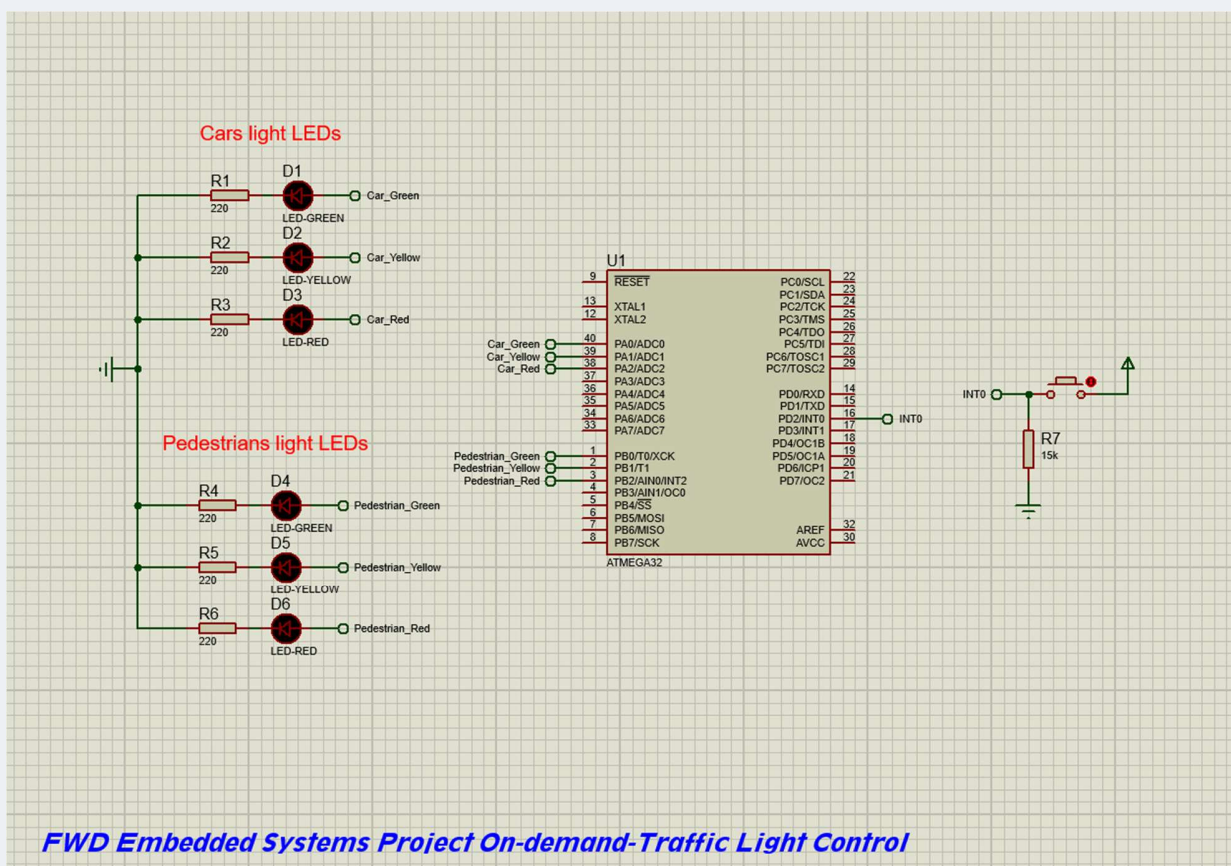 Cars light LEDs
R1
220
D1
LED-GREEN
Car_Green
R2
220
D2
LED-YELLOW
Car_Yellow
R3
220
D3
LED-RED
Car_Red
Pedestrians light LEDs
R4
220
D4
LED-GREEN
Pedestrian_Green
R5
220
D5
LED-YELLOW
Pedestrian_Yellow
R6
220
D6
LED-RED
Pedestrian_Red
U1
9 RESET
13 XTAL1
12 XTAL2
Car_Green 40 PA0/ADC0
Car_Yellow 39 PA1/ADC1
Car_Red 38 PA2/ADC2
37 PA3/ADC3
36 PA4/ADC4
35 PA5/ADC5
34 PA6/ADC6
33 PA7/ADC7
Pedestrian_Green 1 PB0/T0/XCK
Pedestrian_Yellow 2 PB1/T1
Pedestrian_Red 3 PB2/AIN0/INT2
4 PB3/AIN1/OC0
5 PB4/SS
6 PB5/MOSI
7 PB6/MISO
8 PB7/SCK
PC0/SCL 22
PC1/SDA 23
PC2/TCK 24
PC3/TMS 25
PC4/TDO 26
PC5/TDI 27
PC6/TOSC1 28
PC7/TOSC2 29
PD0/RXD 14
PD1/TXD 15
PD2/INT0 16 INT0
PD3/INT1 17
PD4/OC1B 18
PD5/OC1A 19
PD6/ICP1 20
PD7/OC2 21
AREF 32
AVCC 30
ATMEGA32
INT0
R7
15k
FWD Embedded Systems Project On-demand-Traffic Light Control